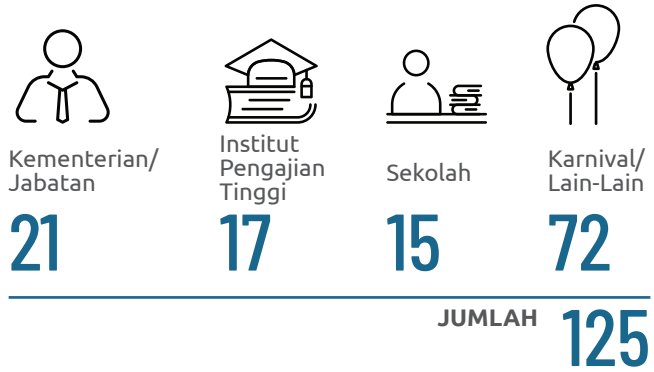 Kementerian/
Jabatan
21
Institut
Pengajian
Tinggi
17
Sekolah
15
Karnival/
Lain-Lain
72
JUMLAH 125